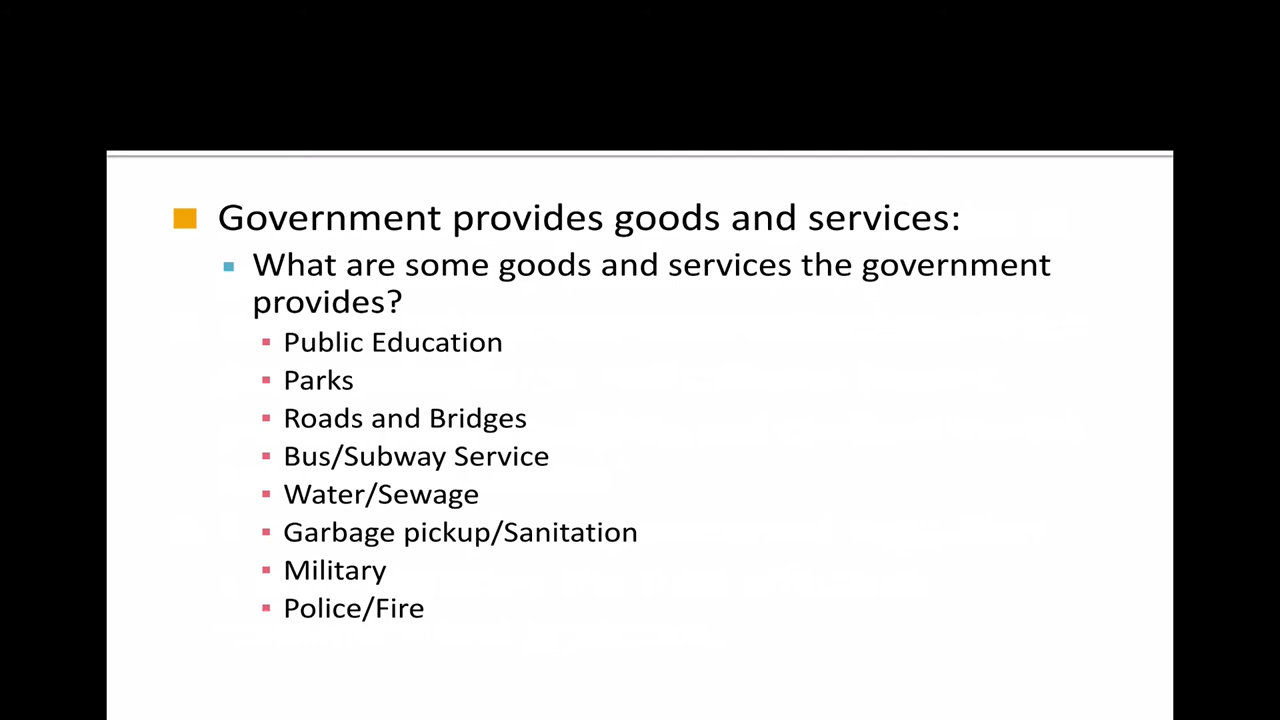 Government provides goods and services:
What are some goods and services the government
provides?
Public Education
Parks
Roads and Bridges
Bus/Subway Service
Water/Sewage
Garbage pickup/Sanitation
Military
Police/Fire